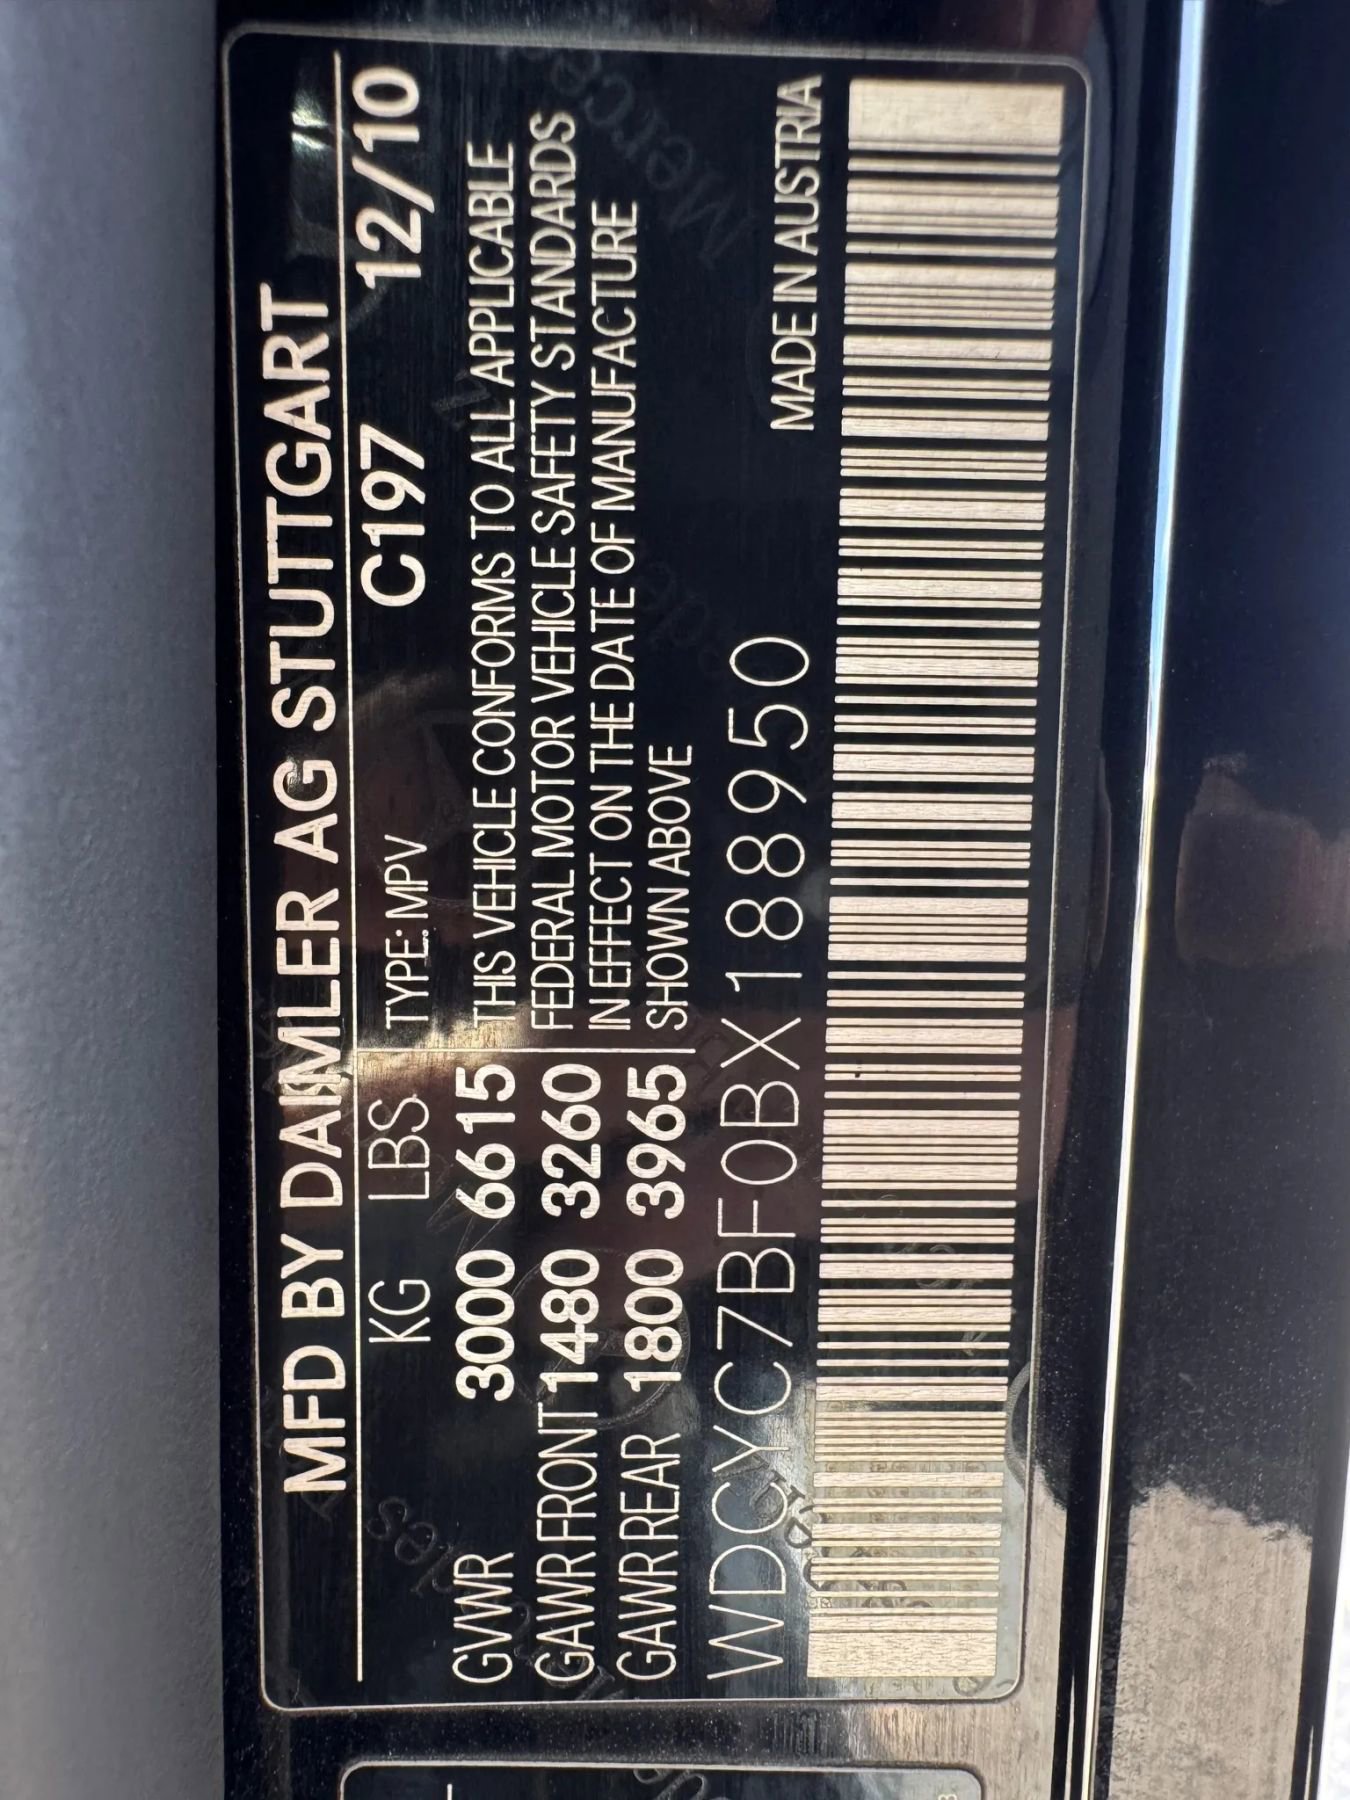 MFD BY DAIMLER AG STUTTGART
KG LBS. TYPE: MPV C197 12/10
GVWR 3000 6615
GAWR FRONT 1480 3260
GAWR REAR 1800 3965
THIS VEHICLE CONFORMS TO ALL APPLICABLE
FEDERAL MOTOR VEHICLE SAFETY STANDARDS
IN EFFECT ON THE DATE OF MANUFACTURE
SHOWN ABOVE
WDCYC7BF0BX188950
MADE IN AUSTRIA